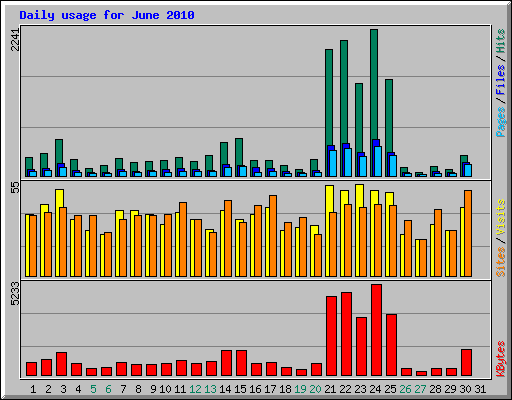 Daily usage for June 2010
2241
55
5233
Pages / Files / Hits
Sites / Visits
KBytes
1 2 3 4 5 6 7 8 9 10 11 12 13 14 15 16 17 18 19 20 21 22 23 24 25 26 27 28 29 30 31